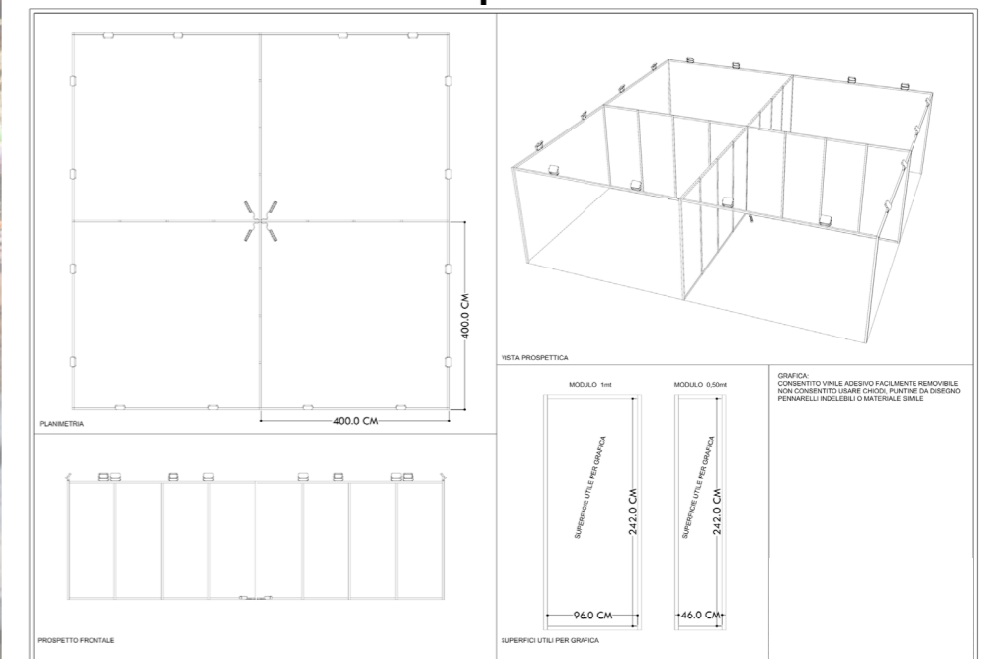 400.0 CM
400.0 CM
PLANIMETRIA
VISTA PROSPETTICA
PROSPETTO FRONTALE
MODULO 1mt
MODULO 0,50mt
SUPERFICIE UTILE PER GRAFICA
242.0 CM
96.0 CM
SUPERFICIE UTILE PER GRAFICA
242.0 CM
46.0 CM
SUPERFICI UTILI PER GRAFICA
GRAFICA:
CONSENTITO VINILE ADESIVO FACILMENTE REMOVIBILE
NON CONSENTITO USARE CHIODI, PUNTINE DA DISEGNO
PENNARELLI INDELEBILI O MATERIALE SIMILE